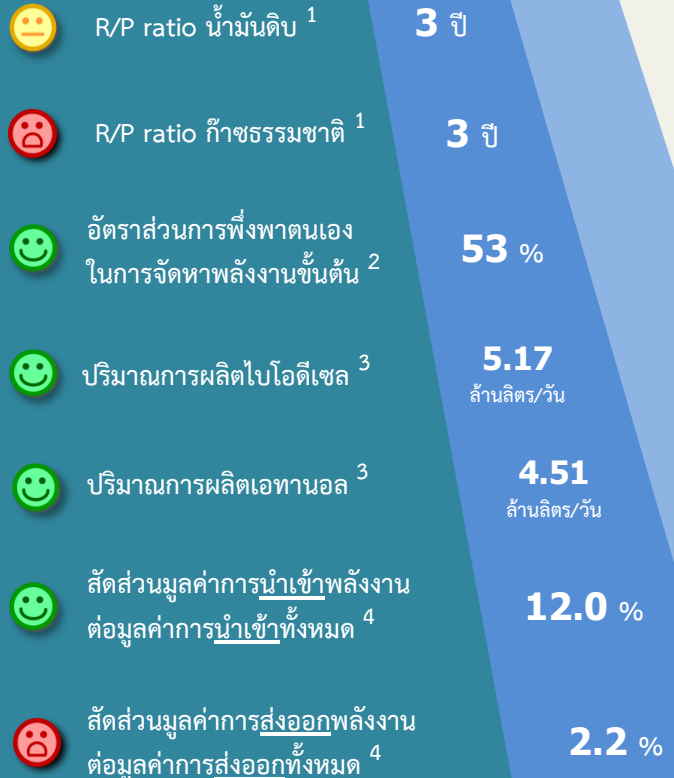 R/P ratio น้ำมันดิบ 1 3 ปี
R/P ratio ก๊าซธรรมชาติ 1 3 ปี
อัตราส่วนการพึ่งพาตนเอง
ในการจัดหาพลังงานขั้นต้น 2 53 %
ปริมาณการผลิตไบโอดีเซล 3 5.17
ล้านลิตร/วัน
ปริมาณการผลิตเอทานอล 3 4.51
ล้านลิตร/วัน
สัดส่วนมูลค่าการนำเข้าพลังงาน
ต่อมูลค่าการนำเข้าทั้งหมด 4 12.0 %
สัดส่วนมูลค่าการส่งออกพลังงาน
ต่อมูลค่าการส่งออกทั้งหมด 4 2.2 %